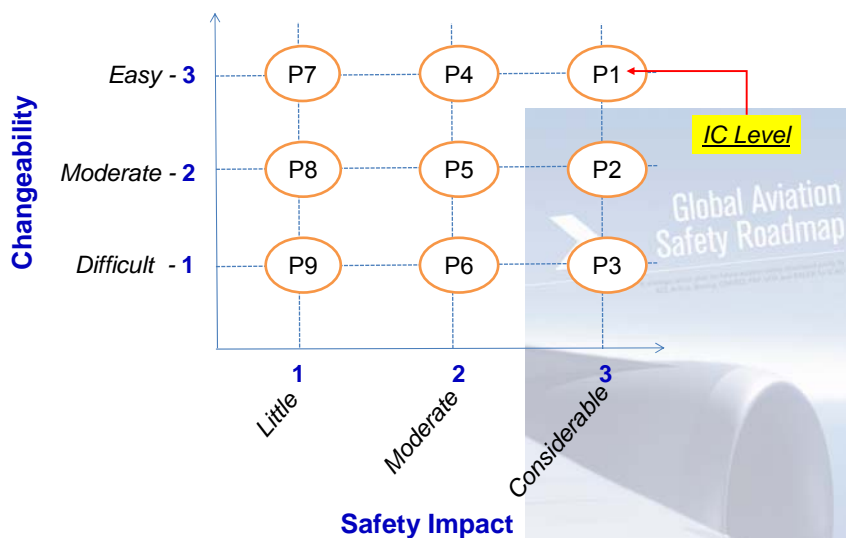 Changeability
Easy - 3
P7
P4
P1
IC Level
Moderate - 2
P8
P5
P2
Global Aviation
Safety Roadmap
Difficult - 1
P9
P6
P3
1
2
3
Little
Moderate
Considerable
Safety Impact